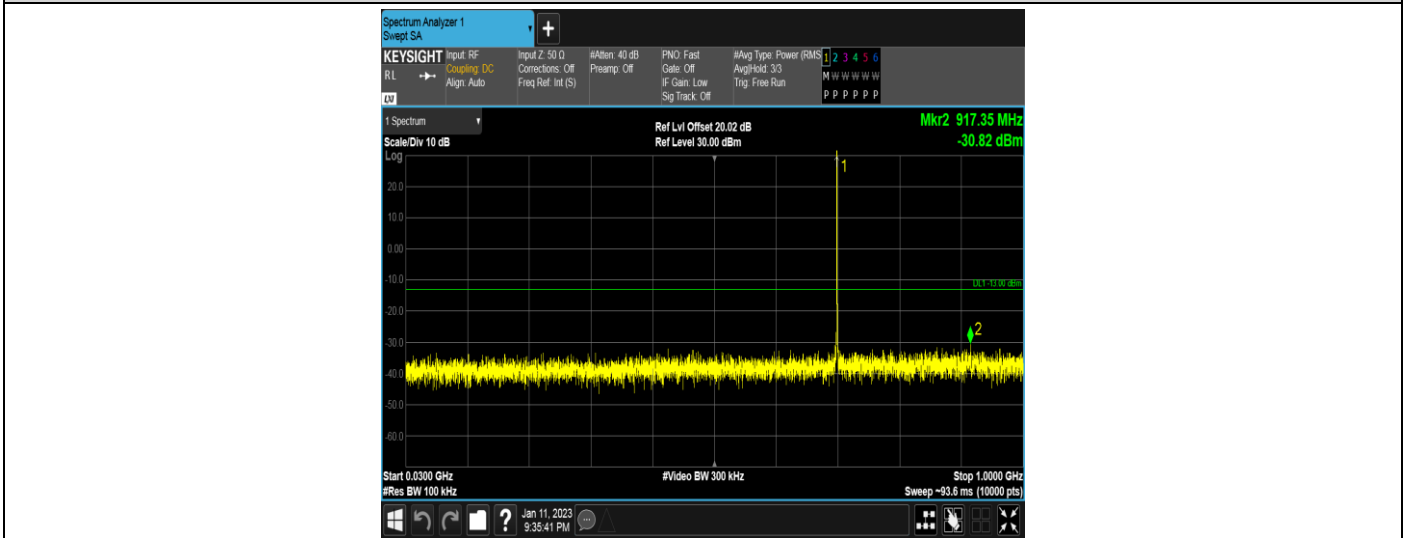 Spectrum Analyzer 1
Swept SA
+
KEYSIGHT Input: RF Input Z: 50 Ω #Atten: 40 dB PNO: Fast #Avg Type: Power (RMS 1 2 3 4 5 6
RL Coupling: DC Corrections: Off Preamp: Off Gate: Off Avg|Hold: 3/3 M W W W W W
Align: Auto Freq Ref: Int (S) IF Gain: Low Trig: Free Run
LXI Sig Track: Off P P P P P P
1 Spectrum Ref Lvl Offset 20.02 dB Mkr2 917.35 MHz
Scale/Div 10 dB Ref Level 30.00 dBm -30.82 dBm
Log
1
20.0
10.0
0.00
-10.0
DL1 -13.00 dBm
-20.0
2
-30.0
-40.0
-50.0
-60.0
Start 0.0300 GHz #Video BW 300 kHz Stop 1.0000 GHz
#Res BW 100 kHz Sweep ~93.6 ms (10000 pts)
? Jan 11, 2023
9:35:41 PM